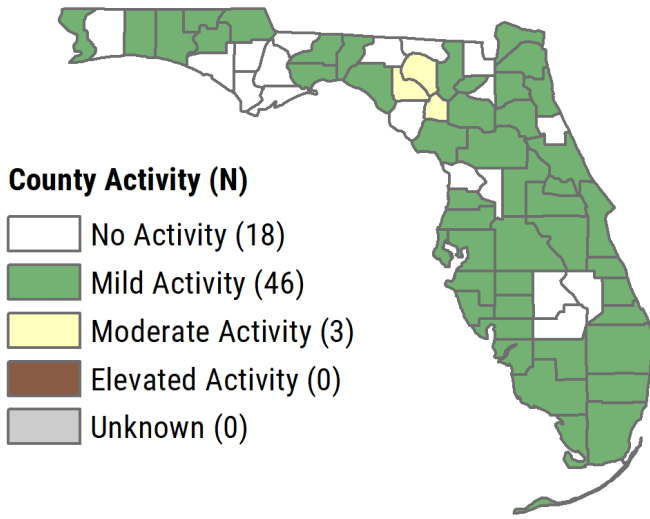 County Activity (N)
No Activity (18)
Mild Activity (46)
Moderate Activity (3)
Elevated Activity (0)
Unknown (0)